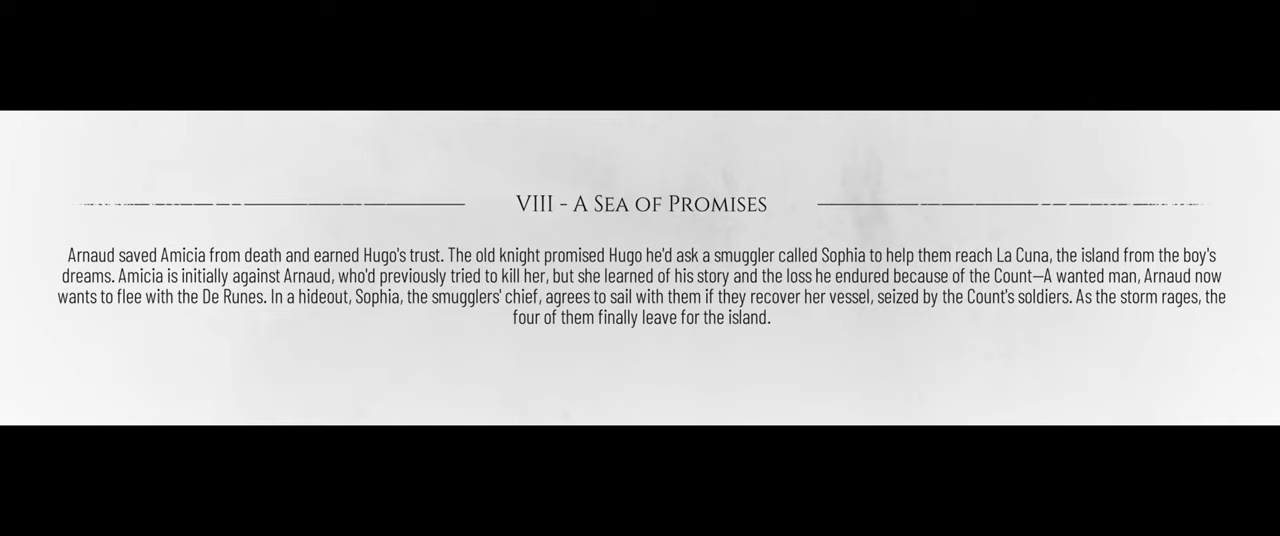 VIII - A Sea of Promises
Arnaud saved Amicia from death and earned Hugo's trust. The old knight promised Hugo he'd ask a smuggler called Sophia to help them reach La Cuna, the island from the boy's
dreams. Amicia is initially against Arnaud, who'd previously tried to kill her, but she learned of his story and the loss he endured because of the Count—A wanted man, Arnaud now
wants to flee with the De Runes. In a hideout, Sophia, the smugglers' chief, agrees to sail with them if they recover her vessel, seized by the Count's soldiers. As the storm rages, the
four of them finally leave for the island.